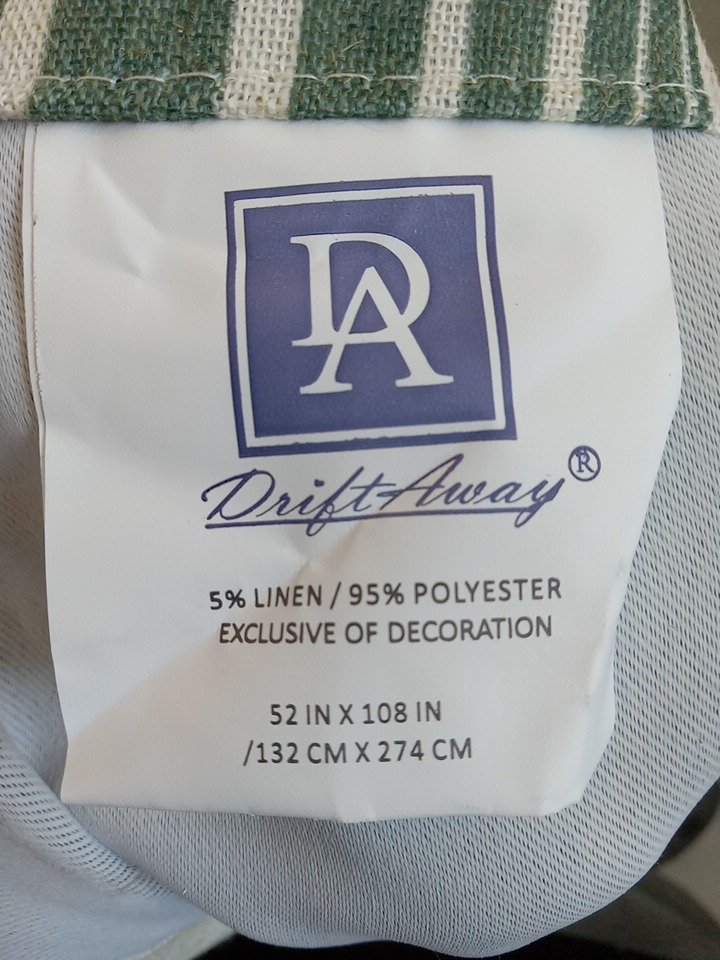 DA
DriftAway®
5% LINEN / 95% POLYESTER
EXCLUSIVE OF DECORATION
52 IN X 108 IN
/132 CM X 274 CM